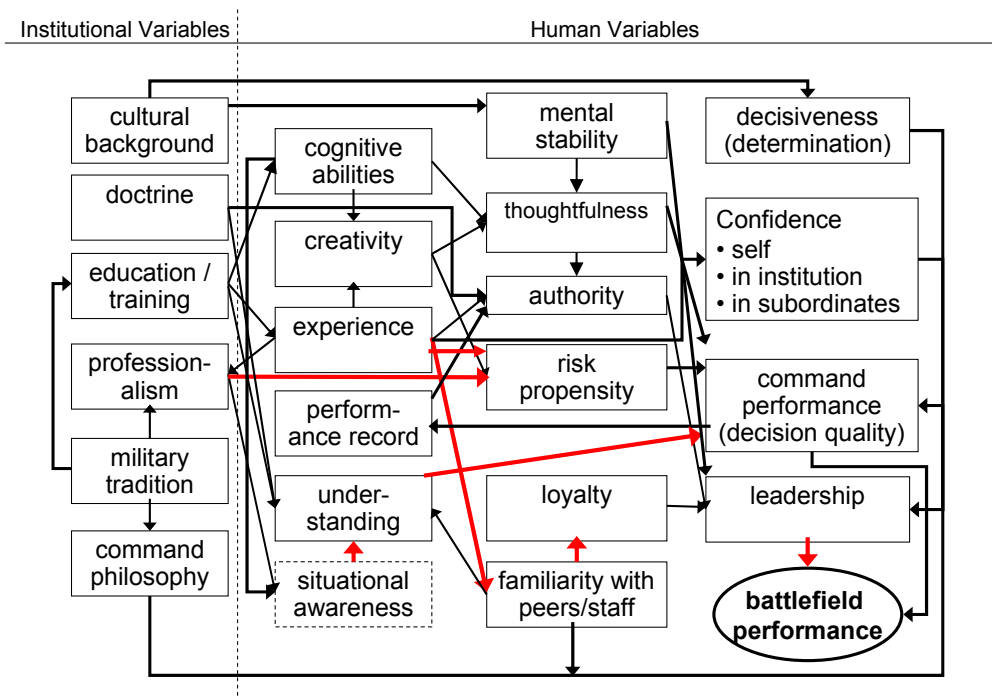 Institutional Variables
Human Variables
cultural
background
doctrine
education /
training
profession-
alism
military
tradition
command
philosophy
cognitive
abilities
creativity
experience
perform-
ance record
under-
standing
situational
awareness
mental
stability
thoughtfulness
authority
risk
propensity
loyalty
familiarity with
peers/staff
decisiveness
(determination)
Confidence
• self
• in institution
• in subordinates
command
performance
(decision quality)
leadership
battlefield
performance